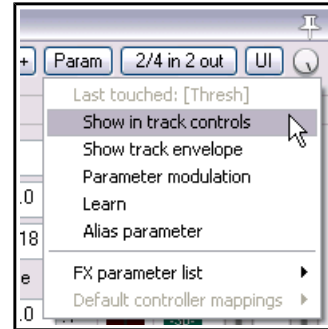 + Param 2/4 in 2 out UI
Last touched: [Thresh]
Show in track controls
Show track envelope
Parameter modulation
.0 Learn
18 Alias parameter
e FX parameter list
.0 Default controller mappings